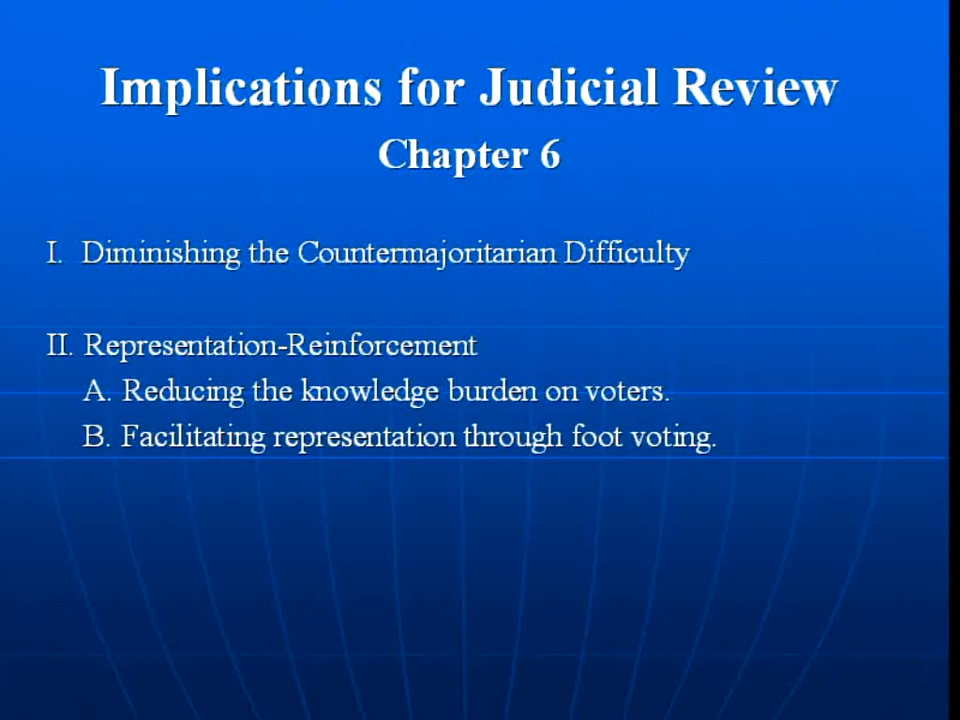 Implications for Judicial Review
Chapter 6
I. Diminishing the Countermajoritarian Difficulty
II. Representation-Reinforcement
A. Reducing the knowledge burden on voters.
B. Facilitating representation through foot voting.